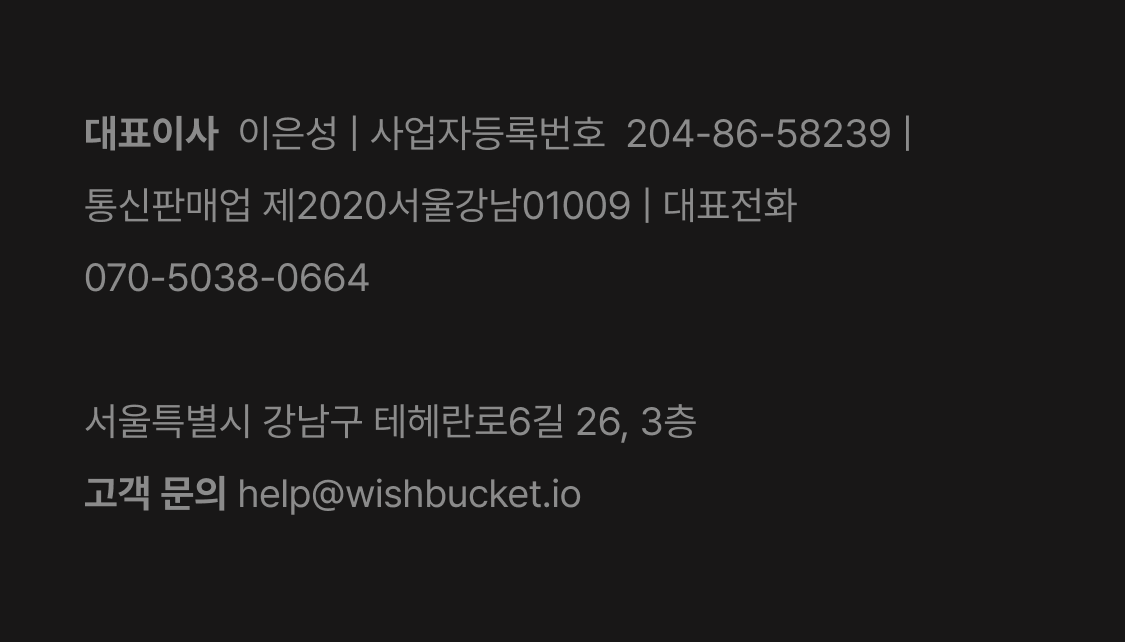 대표이사 이은성 | 사업자등록번호 204-86-58239 |
통신판매업 제2020서울강남01009 | 대표전화
070-5038-0664
서울특별시 강남구 테헤란로6길 26, 3층
고객 문의 help@wishbucket.io